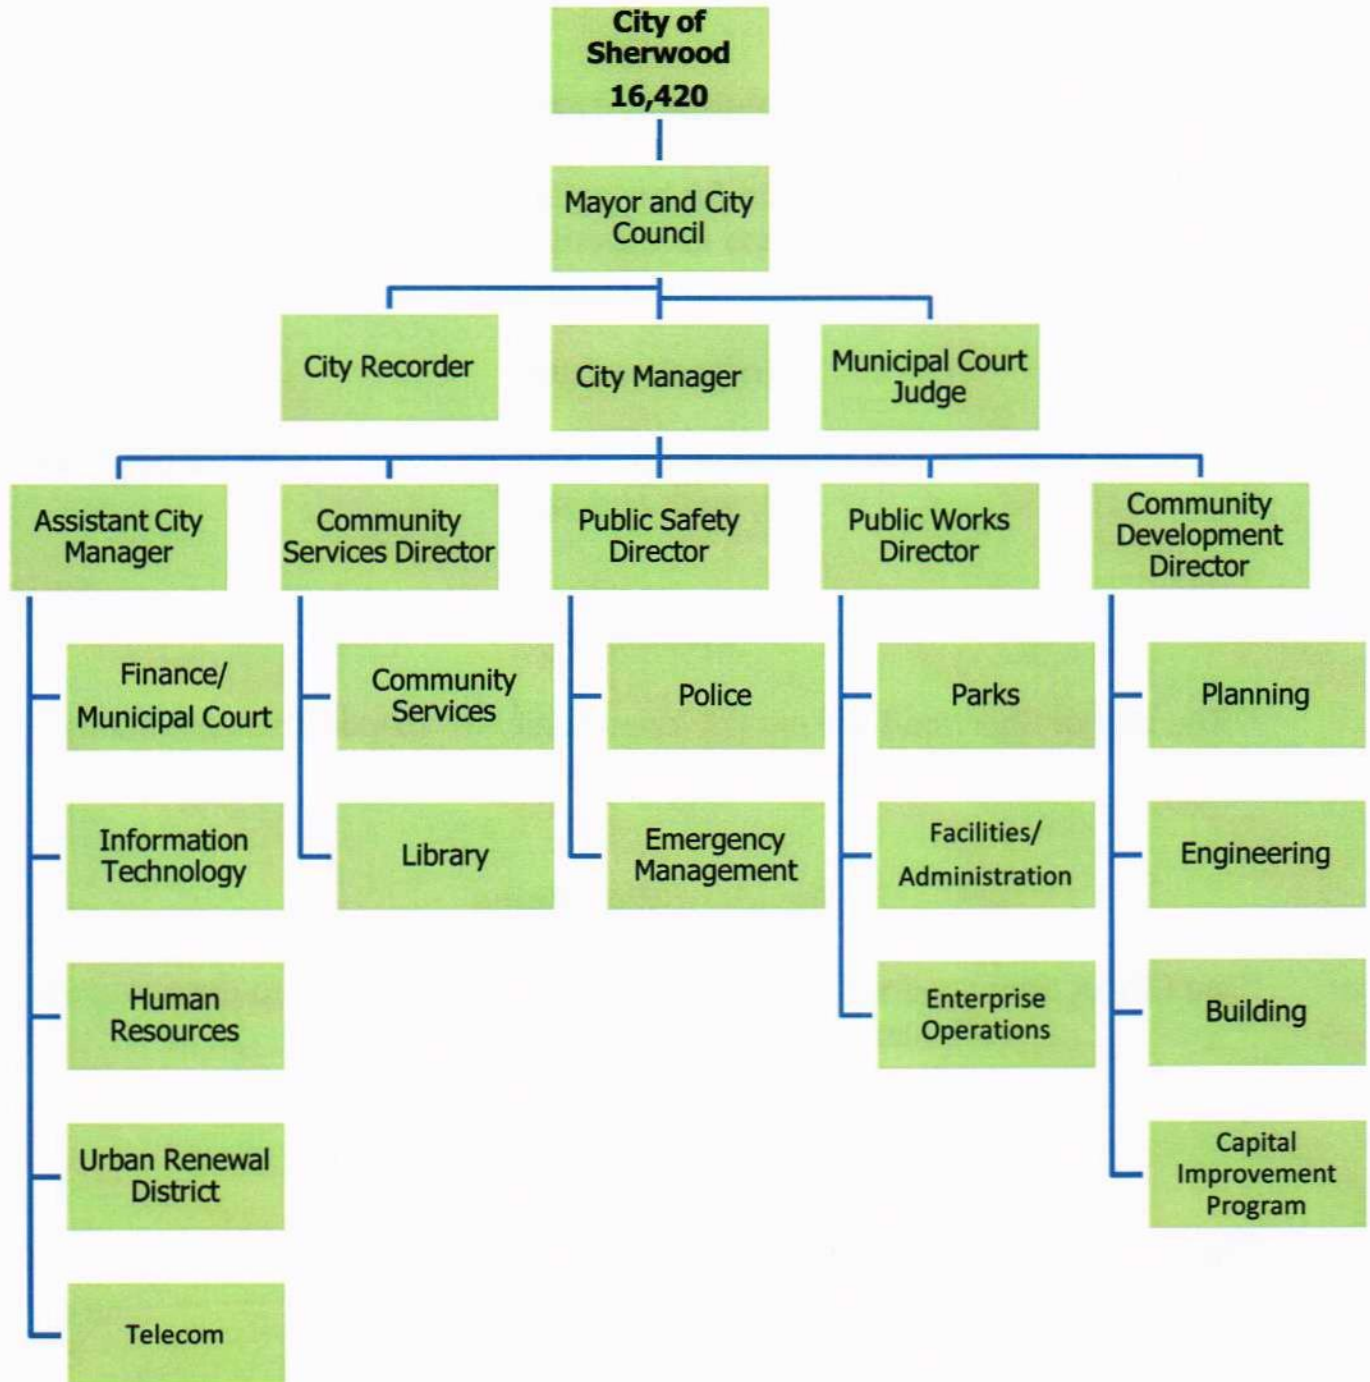 City of
Sherwood
16,420
Mayor and City
Council
City Recorder
City Manager
Municipal Court
Judge
Assistant City
Manager
Community
Services Director
Public Safety
Director
Public Works
Director
Community
Development
Director
Finance/
Municipal Court
Community
Services
Police
Parks
Planning
Information
Technology
Library
Emergency
Management
Facilities/
Administration
Engineering
Human
Resources
Enterprise
Operations
Building
Urban Renewal
District
Capital
Improvement
Program
Telecom